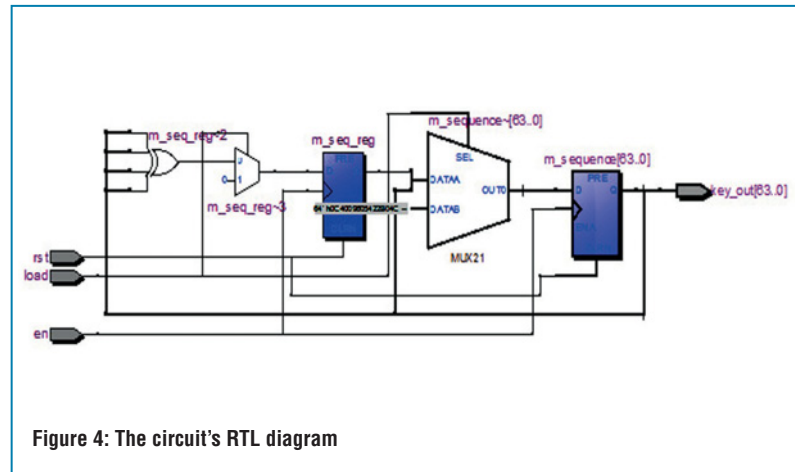 m_sequence~[63..0]
m_seq_reg~2
m_seq_reg
m_sequence[63..0]
PRE
SEL
PRE
D
D
Q
key_out[63..0]
DATAA
OUT0
0
1
m_seq_reg~3
DATAB
ENA
MUX21
rst
load
en
Figure 4: The circuit's RTL diagram